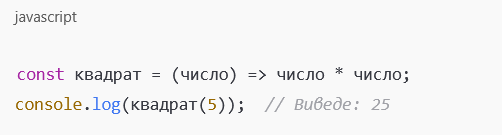 javascript
const квадрат = (число) => число * число;
console.log(квадрат(5)); // Виведе: 25